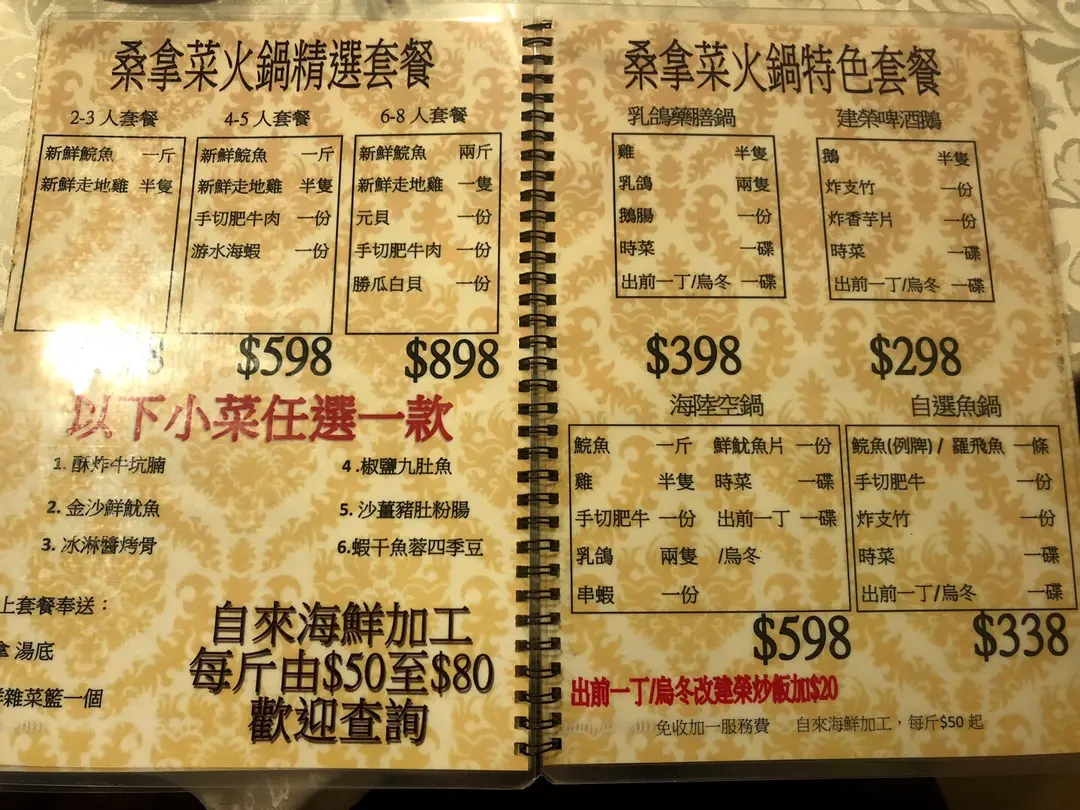 桑拿菜火鍋精選套餐
2-3 人套餐
新鮮鯇魚 一斤
新鮮走地雞 半隻
4-5 人套餐
新鮮鯇魚 一斤
新鮮走地雞 半隻
手切肥牛肉 一份
游水海蝦 一份
$598
6-8 人套餐
新鮮鯇魚 兩斤
新鮮走地雞 一隻
元貝 一份
手切肥牛肉 一份
勝瓜白貝 一份
$898
以下小菜任選一款
1. 酥炸牛坑腩
2. 金沙鮮魷魚
3. 冰淋醬烤骨
4 .椒鹽九肚魚
5. 沙薑豬肚粉腸
6.蝦干魚蓉四季豆
上套餐奉送：
湯底
雜菜籃一個
自來海鮮加工
每斤由$50至$80
歡迎查詢
桑拿菜火鍋特色套餐
乳鴿藥膳鍋
雞 半隻
乳鴿 兩隻
鵝腸 一份
時菜 一碟
出前一丁/烏冬 一碟
$398
建榮啤酒鵝
鵝 半隻
炸支竹 一份
炸香芋片 一份
時菜 一碟
出前一丁/烏冬 一碟
$298
海陸空鍋
鯇魚 一斤 鮮魷魚片 一份
雞 半隻 時菜 一碟
手切肥牛 一份 出前一丁 一碟
乳鴿 兩隻 /烏冬
串蝦 一份
$598
自選魚鍋
鯇魚(例牌) / 羅飛魚 一條
手切肥牛 一份
炸支竹 一份
時菜 一碟
出前一丁/烏冬 一碟
$338
出前一丁/烏冬改建榮炒飯加$20
免收加一服務費 自來海鮮加工，每斤$50 起